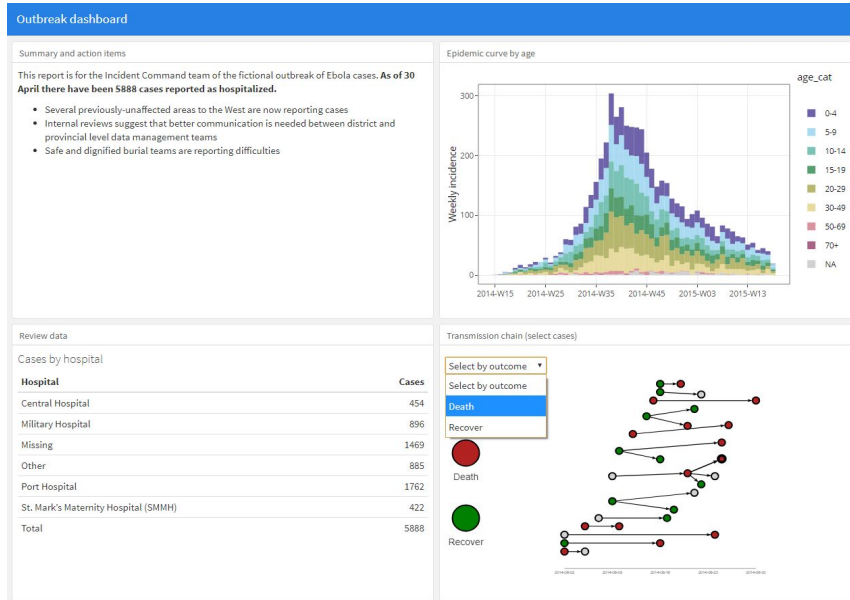 Outbreak dashboard
Summary and action items
This report is for the Incident Command team of the fictional outbreak of Ebola cases. As of 30
April there have been 5888 cases reported as hospitalized.
Several previously-unaffected areas to the West are now reporting cases
Internal reviews suggest that better communication is needed between district and
provincial level data management teams
Safe and dignified burial teams are reporting difficulties
Epidemic curve by age
age_cat
0-4
5-9
10-14
15-19
20-29
30-49
50-69
70+
NA
Weekly incidence
300
200
100
0
2014-W15 2014-W25 2014-W35 2014-W45 2015-W03 2015-W13
Review data
Cases by hospital
Hospital Cases
Central Hospital 454
Military Hospital 896
Missing 1469
Other 885
Port Hospital 1762
St. Mark's Maternity Hospital (SMMH) 422
Total 5888
Transmission chain (select cases)
Select by outcome
Select by outcome
Death
Recover
Death
Recover